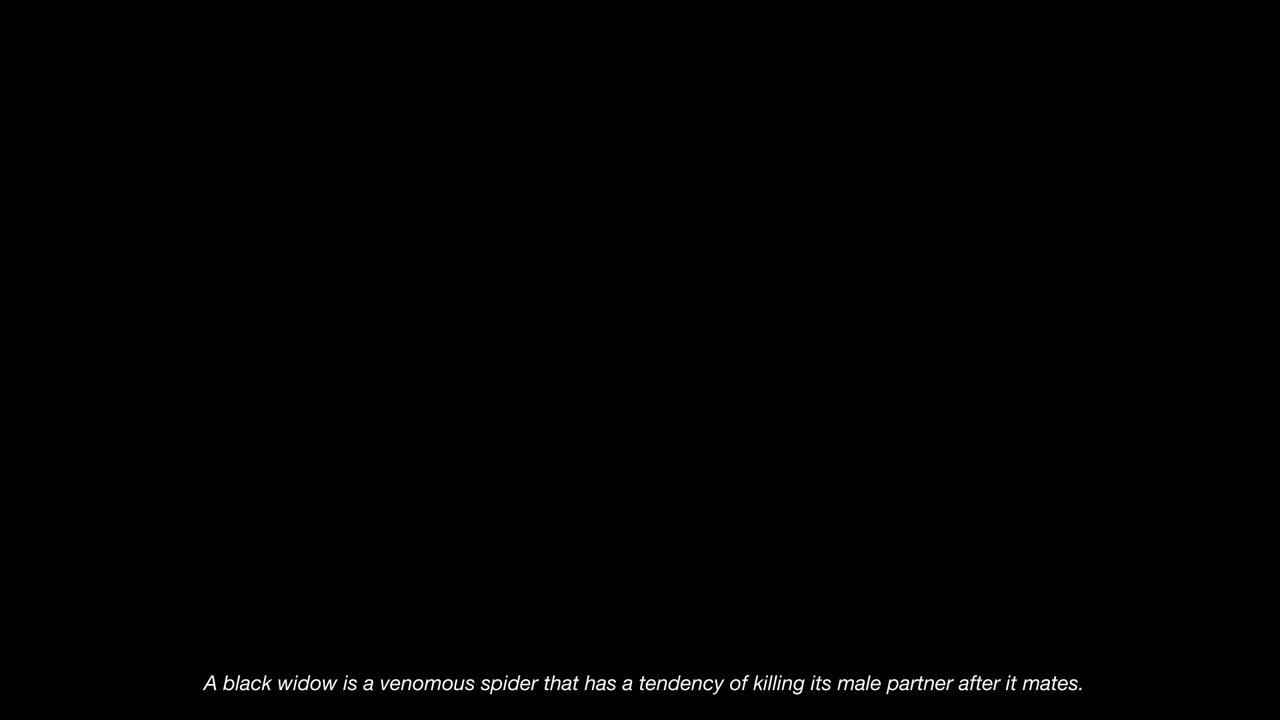 A black widow is a venomous spider that has a tendency of killing its male partner after it mates.